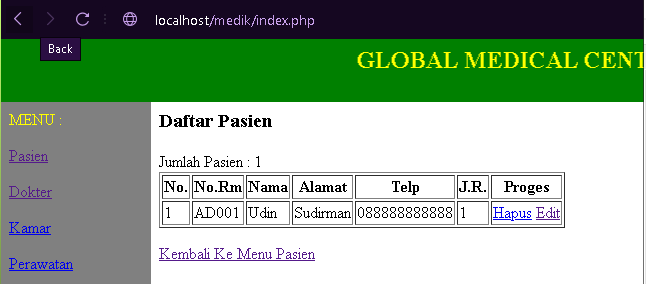 localhost/medik/index.php
Back
GLOBAL MEDICAL CENT
MENU :
Pasien
Dokter
Kamar
Perawatan
Daftar Pasien
Jumlah Pasien : 1
No. No.Rm Nama Alamat Telp J.R. Proges
1 AD001 Udin Sudirman 088888888888 1 Hapus Edit
Kembali Ke Menu Pasien